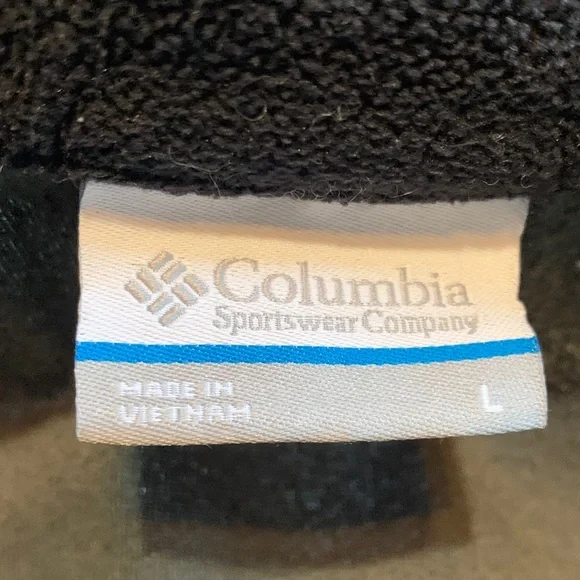 Columbia
Sportswear Company
MADE IN
VIETNAM
L